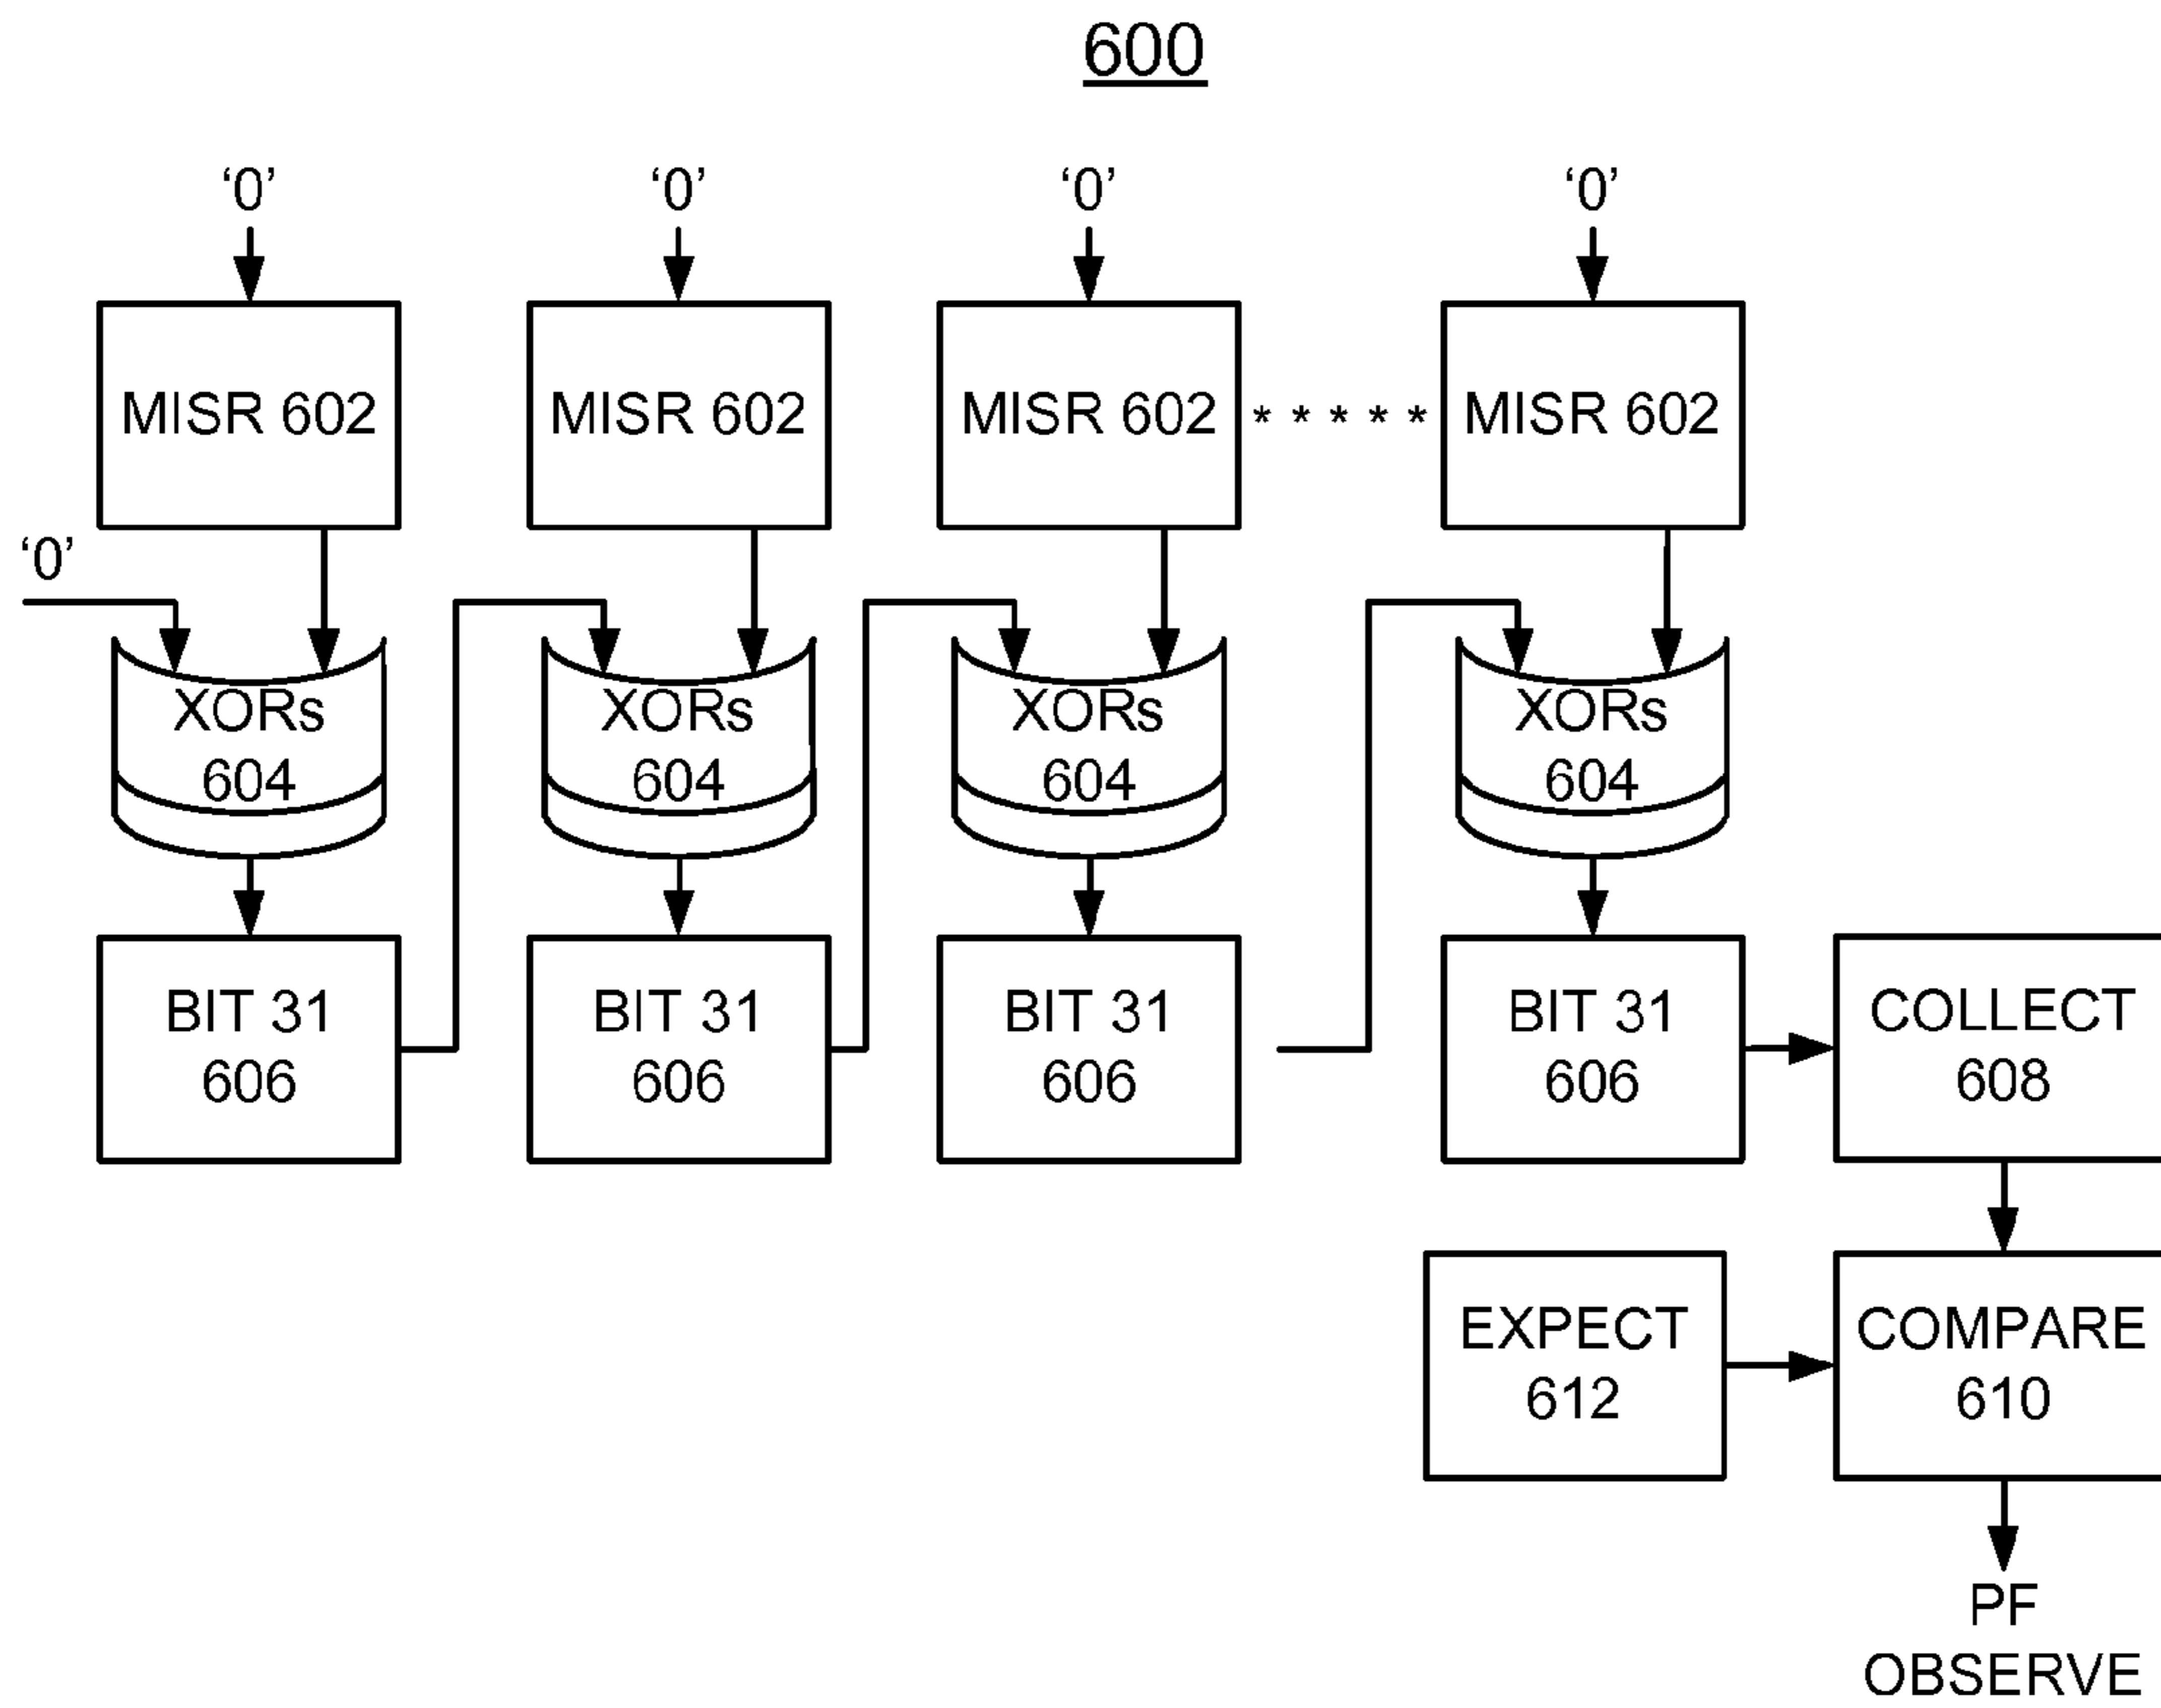 600
‘0’ ‘0’ ‘0’ ‘0’
MISR 602 MISR 602 MISR 602 * * * * * MISR 602
‘0’
XORs XORs XORs XORs
604 604 604 604
BIT 31 BIT 31 BIT 31 BIT 31 COLLECT
606 606 606 606 608
EXPECT COMPARE
612 610
PF
OBSERVE